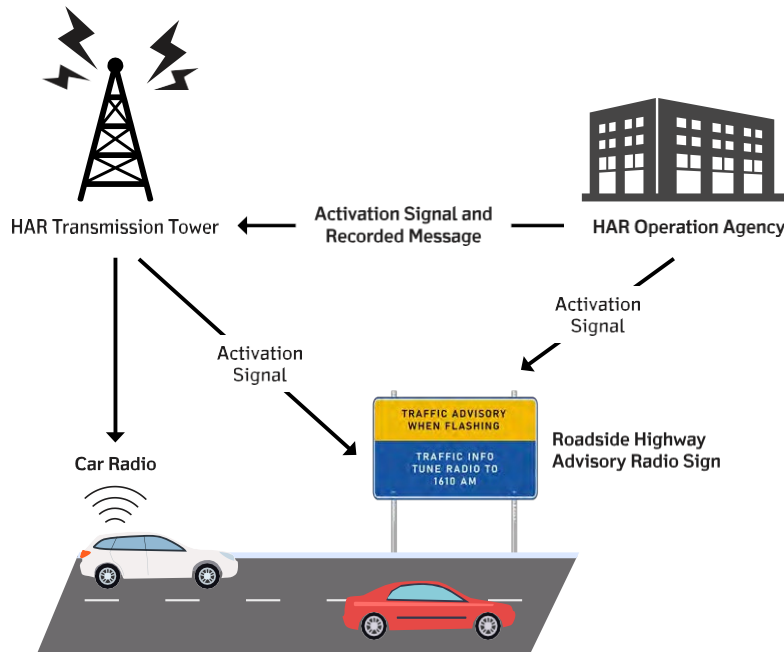 HAR Transmission Tower
Activation Signal and
Recorded Message
HAR Operation Agency
Activation
Signal
Activation
Signal
TRAFFIC ADVISORY
WHEN FLASHING
TRAFFIC INFO
TUNE RADIO TO
1610 AM
Roadside Highway
Advisory Radio Sign
Car Radio